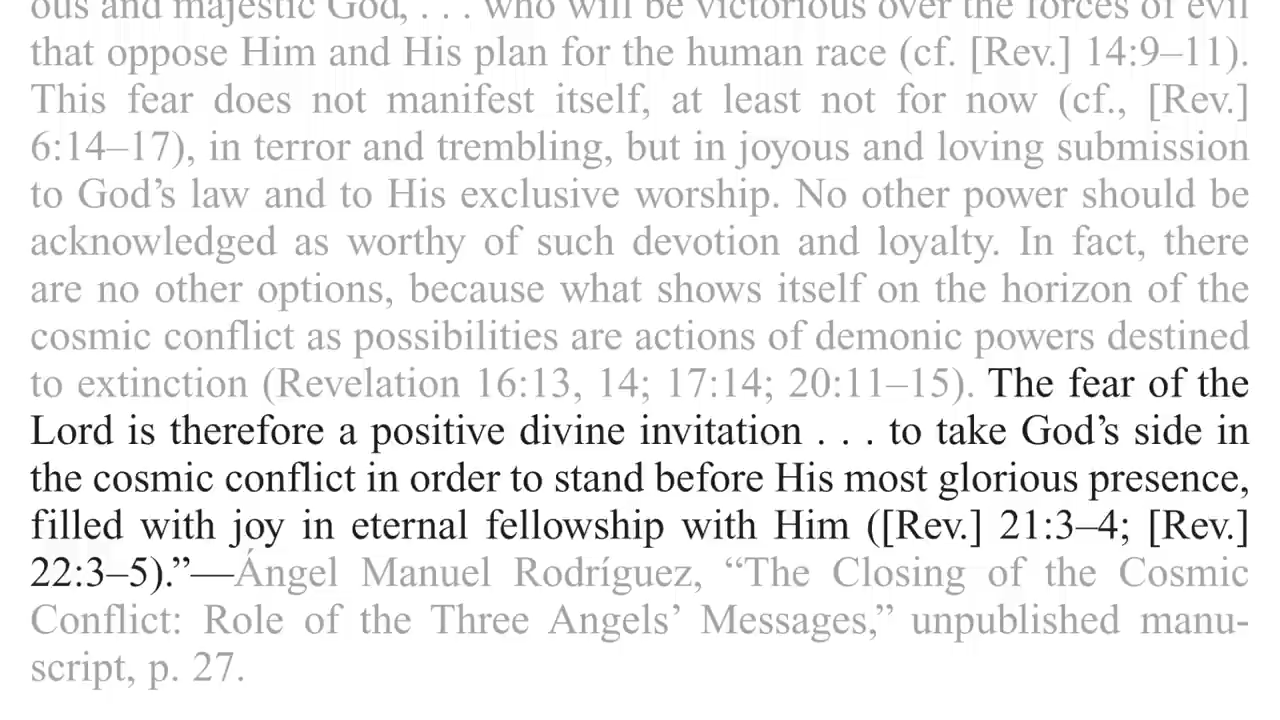 ous and majestic God, . . . who will be victorious over the forces of evil
that oppose Him and His plan for the human race (cf. [Rev.] 14:9–11).
This fear does not manifest itself, at least not for now (cf., [Rev.]
6:14–17), in terror and trembling, but in joyous and loving submission
to God’s law and to His exclusive worship. No other power should be
acknowledged as worthy of such devotion and loyalty. In fact, there
are no other options, because what shows itself on the horizon of the
cosmic conflict as possibilities are actions of demonic powers destined
to extinction (Revelation 16:13, 14; 17:14; 20:11–15). The fear of the
Lord is therefore a positive divine invitation . . . to take God’s side in
the cosmic conflict in order to stand before His most glorious presence,
filled with joy in eternal fellowship with Him ([Rev.] 21:3–4; [Rev.]
22:3–5).”—Ángel Manuel Rodríguez, “The Closing of the Cosmic
Conflict: Role of the Three Angels’ Messages,” unpublished manu-
script, p. 27.